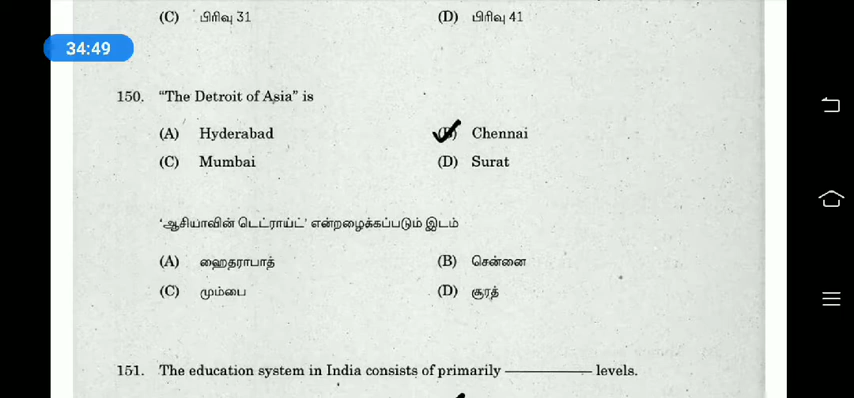 (C) பிரிவு 31 (D) பிரிவு 41
34:49
150. “The Detroit of Asia” is
(A) Hyderabad (B) Chennai
(C) Mumbai (D) Surat
‘ஆசியாவின் டெட்ராய்ட்’ என்றழைக்கப்படும் இடம்
(A) ஹைதராபாத் (B) சென்னை
(C) மும்பை (D) சூரத்
151. The education system in India consists of primarily ———— levels.